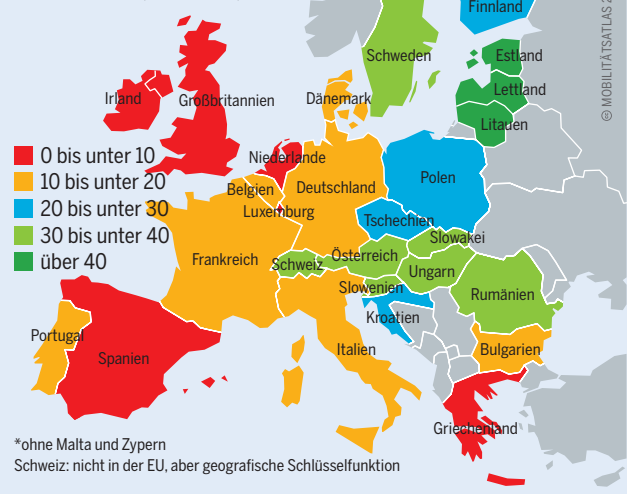 Finnland
© MOBILITÄTSATLAS 2
Schweden
Estland
Lettland
Litauen
Irland
Großbritannien
Dänemark
0 bis unter 10
10 bis unter 20
20 bis unter 30
30 bis unter 40
über 40
Niederlande
Belgien
Deutschland
Polen
Luxemburg
Tschechien
Slowakei
Frankreich
Schweiz
Österreich
Ungarn
Slowenien
Rumänien
Kroatien
Portugal
Spanien
Italien
Bulgarien
Griechenland
*ohne Malta und Zypern
Schweiz: nicht in der EU, aber geografische Schlüsselfunktion